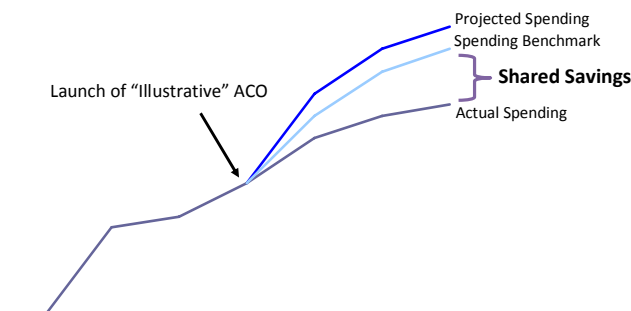 Projected Spending
Spending Benchmark
Shared Savings
Launch of “Illustrative” ACO
Actual Spending